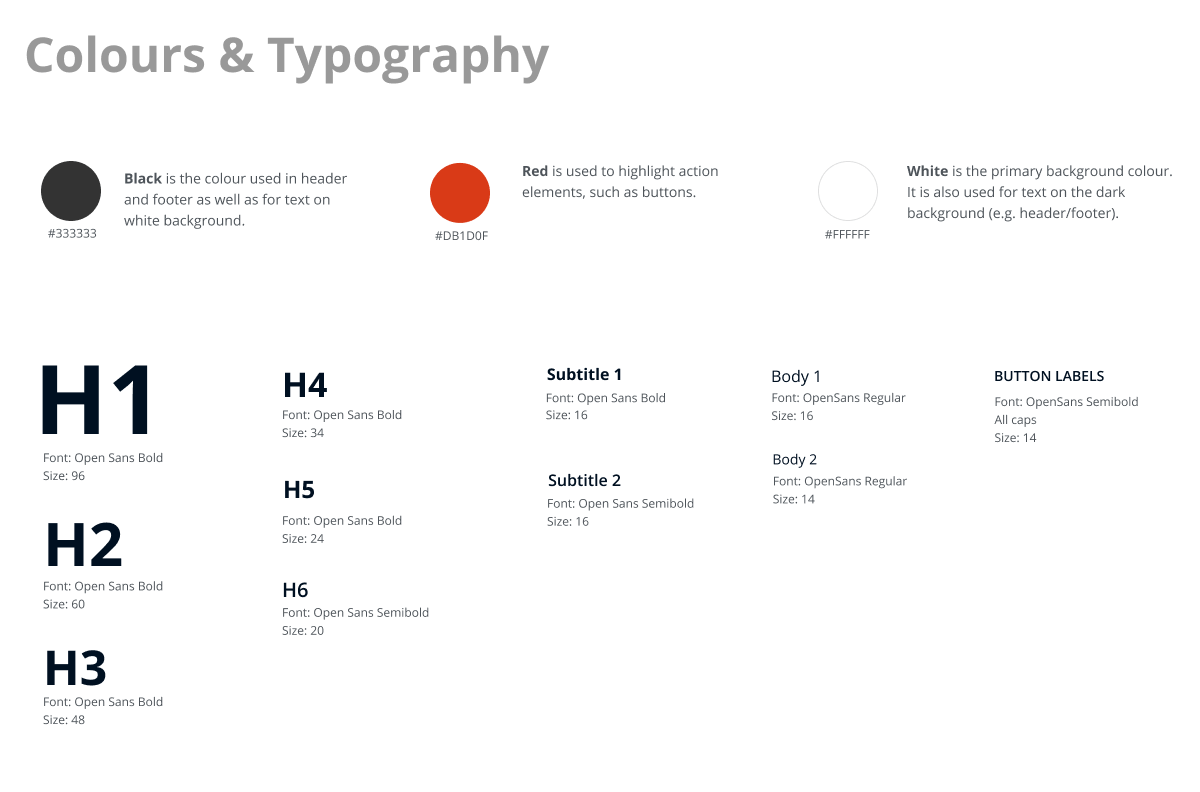 Colours & Typography
Black is the colour used in header
and footer as well as for text on
white background.
#333333
Red is used to highlight action
elements, such as buttons.
#DB1D0F
White is the primary background colour.
It is also used for text on the dark
background (e.g. header/footer).
#FFFFFF
H1
Font: Open Sans Bold
Size: 96
H2
Font: Open Sans Bold
Size: 60
H3
Font: Open Sans Bold
Size: 48
H4
Font: Open Sans Bold
Size: 34
H5
Font: Open Sans Bold
Size: 24
H6
Font: Open Sans Semibold
Size: 20
Subtitle 1
Font: Open Sans Bold
Size: 16
Subtitle 2
Font: Open Sans Semibold
Size: 16
Body 1
Font: OpenSans Regular
Size: 16
Body 2
Font: OpenSans Regular
Size: 14
BUTTON LABELS
Font: OpenSans Semibold
All caps
Size: 14